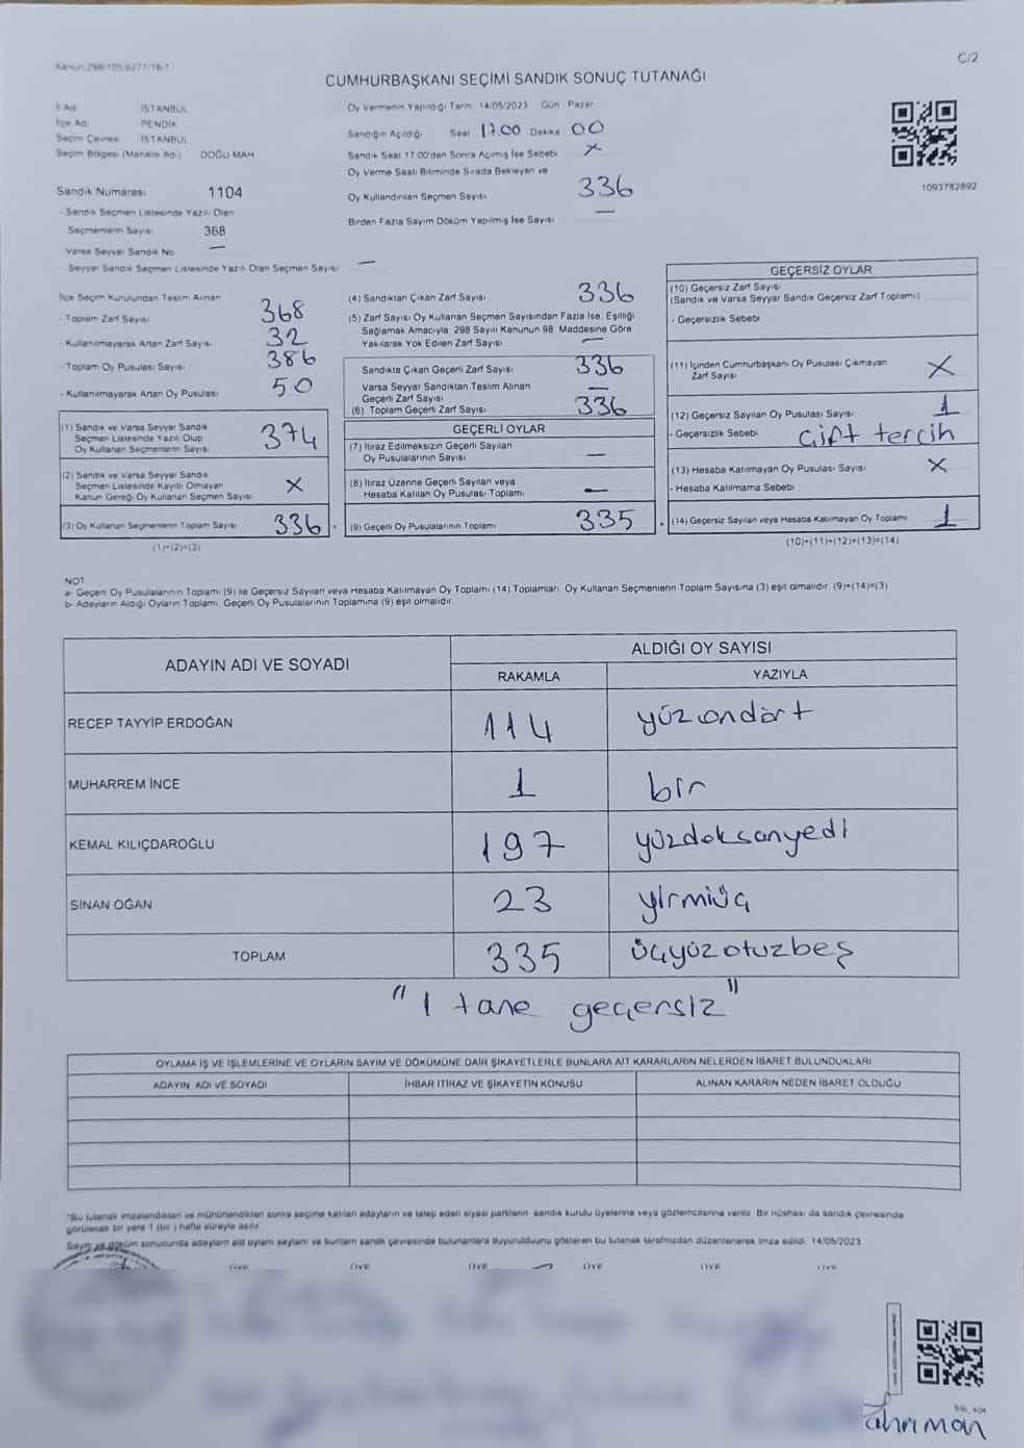 Kanun:298/105/6271/18-1
C/2
CUMHURBAŞKANI SEÇİMİ SANDIK SONUÇ TUTANAĞI
İl Adı: İSTANBUL
İlçe Adı: PENDİK
Seçim Çevresi: İSTANBUL
Seçim Bölgesi (Mahalle Adı:) DOĞU MAH
Oy Vermenin Yapıldığı Tarih: 14/05/2023 Gün: Pazar
Sandığın Açıldığı Saat 17.00 Dakika 00
Sandık Saat 17.00'den Sonra Açılmış İse Sebebi X
Oy Verme Saati Bitiminde Sırada Bekleyen ve
Oy Kullandırılan Seçmen Sayısı 336
Birden Fazla Sayım Döküm Yapılmış İse Sayısı —
1093782892
Sandık Numarası 1104
- Sandık Seçmen Listesinde Yazılı Olan
Seçmenlerin Sayısı 368
Varsa Seyyar Sandık No —
Seyyar Sandık Seçmen Listesinde Yazılı Olan Seçmen Sayısı —
İlçe Seçim Kurulundan Teslim Alınan
- Toplam Zarf Sayısı 368
- Kullanılmayarak Artan Zarf Sayısı 32
- Toplam Oy Pusulası Sayısı 386
- Kullanılmayarak Artan Oy Pusulası 50
(1) Sandık ve Varsa Seyyar Sandık
Seçmen Listesinde Yazılı Olup
Oy Kullanan Seçmenlerin Sayısı 374
(2) Sandık ve Varsa Seyyar Sandık
Seçmen Listesinde Kayıtlı Olmayan
Kanun Gereği Oy Kullanan Seçmen Sayısı X
(3) Oy Kullanan Seçmenlerin Toplam Sayısı 336
(1)+(2)=(3)
(4) Sandıktan Çıkan Zarf Sayısı 336
(5) Zarf Sayısı Oy Kullanan Seçmen Sayısından Fazla İse, Eşitliği
Sağlamak Amacıyla 298 Sayılı Kanunun 98. Maddesine Göre
Yakılarak Yok Edilen Zarf Sayısı —
Sandıkta Çıkan Geçerli Zarf Sayısı 336
Varsa Seyyar Sandıktan Teslim Alınan
Geçerli Zarf Sayısı —
(6) Toplam Geçerli Zarf Sayısı 336
GEÇERLİ OYLAR
(7) İtiraz Edilmeksizin Geçerli Sayılan
Oy Pusulalarının Sayısı —
(8) İtiraz Üzerine Geçerli Sayılan veya
Hesaba Katılan Oy Pusulası Toplamı —
(9) Geçerli Oy Pusulalarının Toplamı 335
GEÇERSİZ OYLAR
(10) Geçersiz Zarf Sayısı
(Sandık ve Varsa Seyyar Sandık Geçersiz Zarf Toplamı)
- Geçersizlik Sebebi
(11) İçinden Cumhurbaşkanı Oy Pusulası Çıkmayan
Zarf Sayısı X
(12) Geçersiz Sayılan Oy Pusulası Sayısı 1
- Geçersizlik Sebebi çift tercih
(13) Hesaba Katılmayan Oy Pusulası Sayısı X
- Hesaba Katılmama Sebebi
(14) Geçersiz Sayılan veya Hesaba Katılmayan Oy Toplamı 1
(10)+(11)+(12)+(13)=(14)
NOT
a- Geçerli Oy Pusulalarının Toplamı (9) ile Geçersiz Sayılan veya Hesaba Katılmayan Oy Toplamı (14) Toplamları, Oy Kullanan Seçmenlerin Toplam Sayısına (3) eşit olmalıdır. (9)+(14)=(3)
b- Adayların Aldığı Oyların Toplamı, Geçerli Oy Pusulalarının Toplamına (9) eşit olmalıdır.
ADAYIN ADI VE SOYADI
ALDIĞI OY SAYISI
RAKAMLA YAZIYLA
RECEP TAYYİP ERDOĞAN 114 yüzondört
MUHARREM İNCE 1 bir
KEMAL KILIÇDAROĞLU 197 yüzdoksanyedi
SİNAN OĞAN 23 yirmiüç
TOPLAM 335 üçyüzotuzbeş
"1 tane geçersiz"
OYLAMA İŞ VE İŞLEMLERİNE VE OYLARIN SAYIM VE DÖKÜMÜNE DAİR ŞİKAYETLERLE BUNLARA AİT KARARLARIN NELERDEN İBARET BULUNDUKLARI
ADAYIN ADI VE SOYADI İHBAR İTİRAZ VE ŞİKAYETİN KONUSU ALINAN KARARIN NEDEN İBARET OLDUĞU
"Bu tutanak imzalandıktan ve mühürlendikten sonra seçime katılan adayların ve talep eden siyasi partilerin sandık kurulu üyelerine veya gözlemcilerine verilir. Bir nüshası da sandık çevresinde
görülecek bir yere 1 (bir) hafta süreyle asılır.
Sayım ve döküm sonucunda adayların aldığı oyların sayısını ve bunların sandık çevresinde bulunanlara duyurulduğunu gösteren bu tutanak tarafımızdan düzenlenerek imza edildi. 14/05/2023
ÜYE ÜYE ÜYE ÜYE ÜYE ÜYE